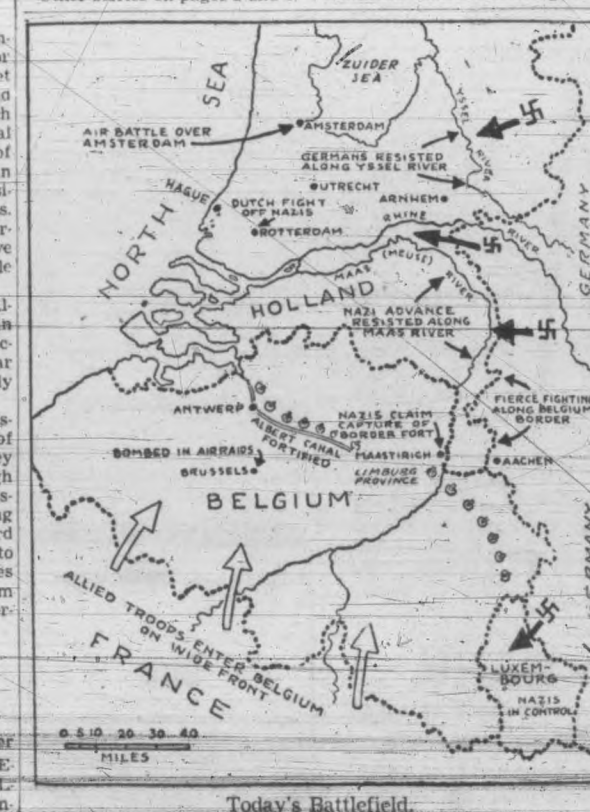 ZUIDER
SEA
SEA
NORTH
AIR BATTLE OVER
AMSTERDAM
AMSTERDAM
YSSEL
RIVER
GERMANS RESISTED
ALONG YSSEL RIVER
UTRECHT
ARNHEM
HAGUE
DUTCH FIGHT
OFF NAZIS
ROTTERDAM
RHINE
RIVER
GERMANY
MAAS (MEUSE)
RIVER
HOLLAND
NAZI ADVANCE
RESISTED ALONG
MAAS RIVER
FIERCE FIGHTING
ALONG BELGIUM
BORDER
ANTWERP
ALBERT CANAL
FORTIFIED
NAZIS CLAIM
CAPTURE OF
BORDER FORT
MAASTIRICH
LIMBURG
PROVINCE
AACHEN
BOMBED IN AIR RAIDS
BRUSSELS
BELGIUM
GERMANY
ALLIED TROOPS ENTER BELGIUM
ON WIDE FRONT
FRANCE
LUXEM-
BOURG
NAZIS
IN CONTROL
0 5 10 20 30 40
MILES
Today's Battlefield.